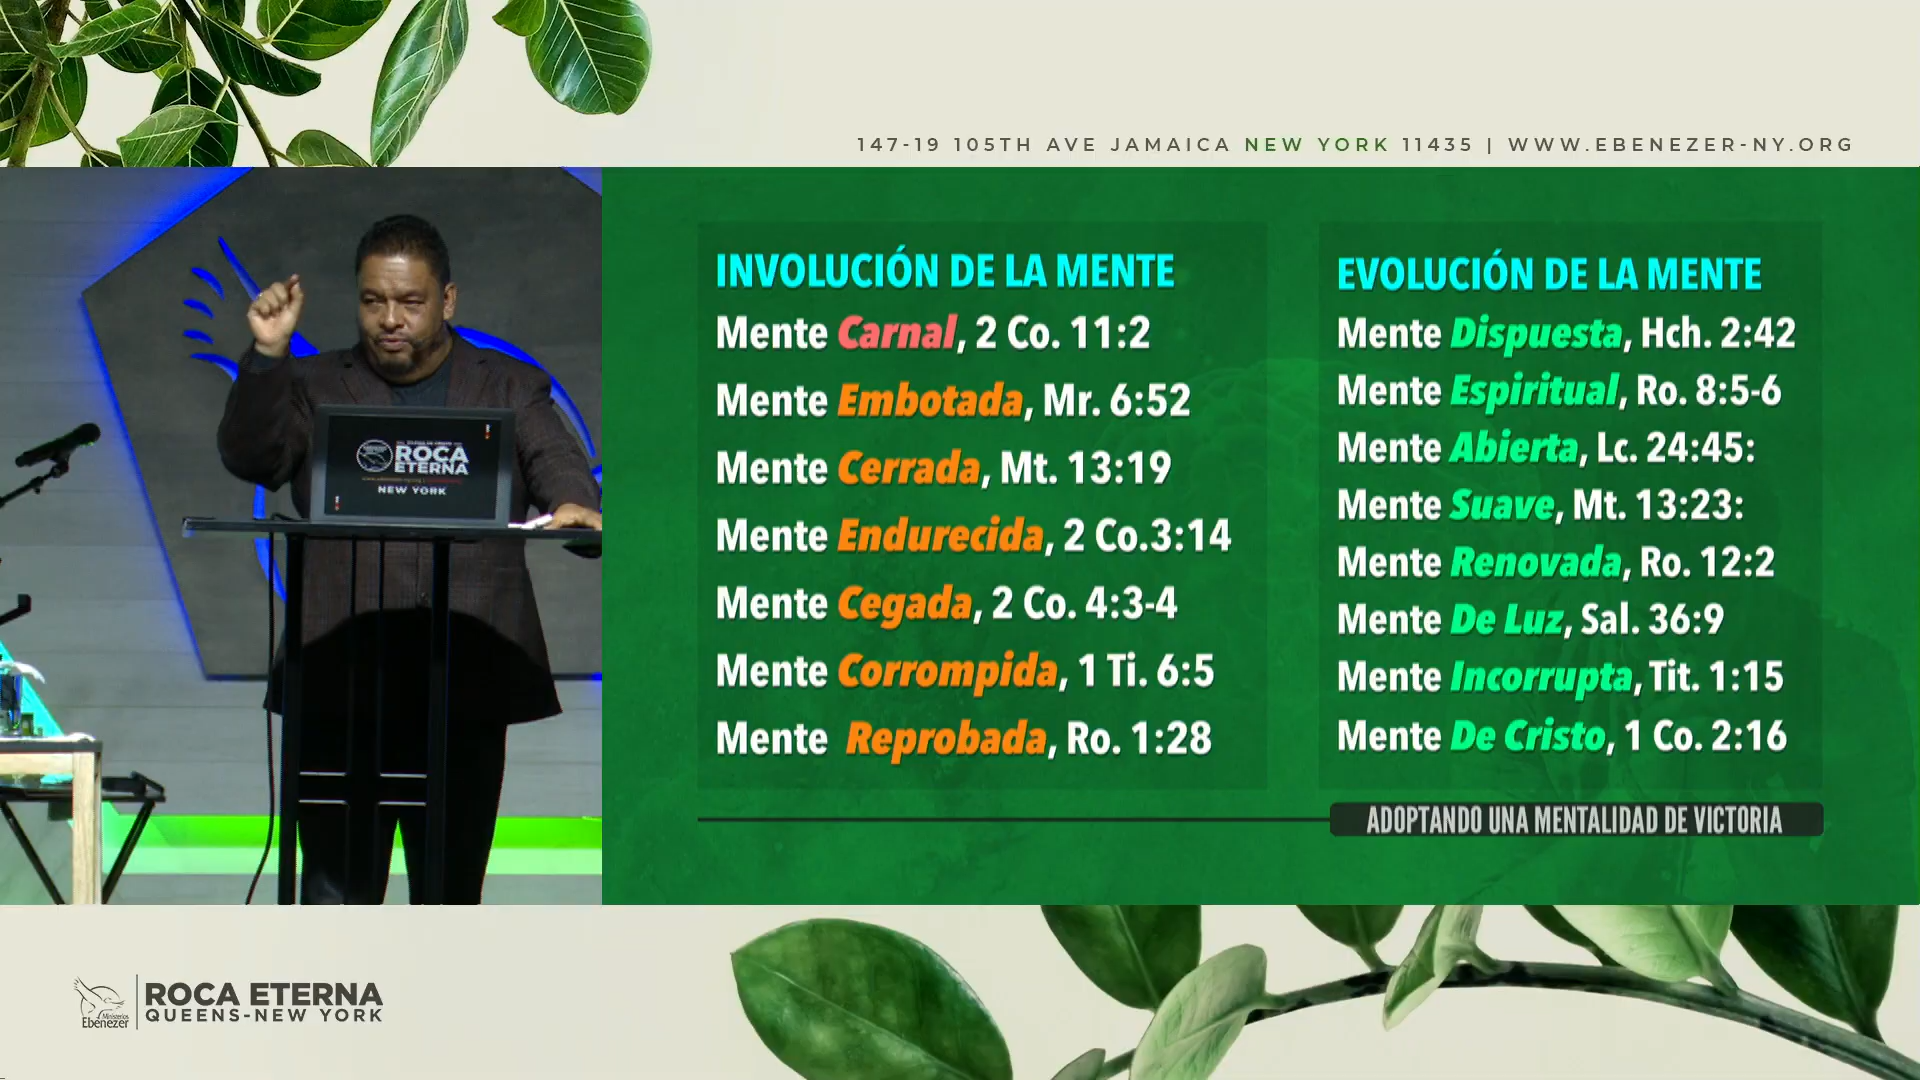 147-19 105TH AVE JAMAICA NEW YORK 11435 | WWW.EBENEZER-NY.ORG
ROCA
ETERNA
NEW YORK
INVOLUCIÓN DE LA MENTE
Mente Carnal, 2 Co. 11:2
Mente Embotada, Mr. 6:52
Mente Cerrada, Mt. 13:19
Mente Endurecida, 2 Co.3:14
Mente Cegada, 2 Co. 4:3-4
Mente Corrompida, 1 Ti. 6:5
Mente Reprobada, Ro. 1:28
EVOLUCIÓN DE LA MENTE
Mente Dispuesta, Hch. 2:42
Mente Espiritual, Ro. 8:5-6
Mente Abierta, Lc. 24:45:
Mente Suave, Mt. 13:23:
Mente Renovada, Ro. 12:2
Mente De Luz, Sal. 36:9
Mente Incorrupta, Tit. 1:15
Mente De Cristo, 1 Co. 2:16
ADOPTANDO UNA MENTALIDAD DE VICTORIA
Ministerios
Ebenezer
ROCA ETERNA
QUEENS-NEW YORK